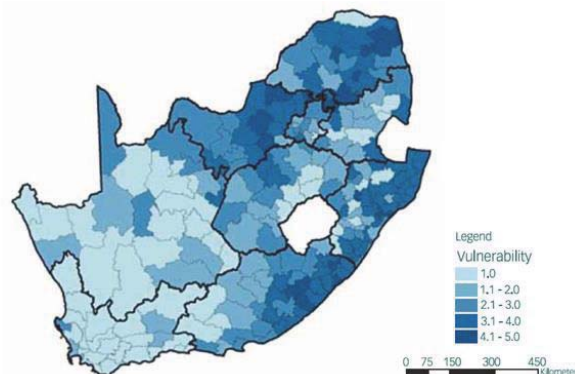 Legend
Vulnerability
1.0
1.1 - 2.0
2.1 - 3.0
3.1 - 4.0
4.1 - 5.0
0 75 150 300 450
Kilometers